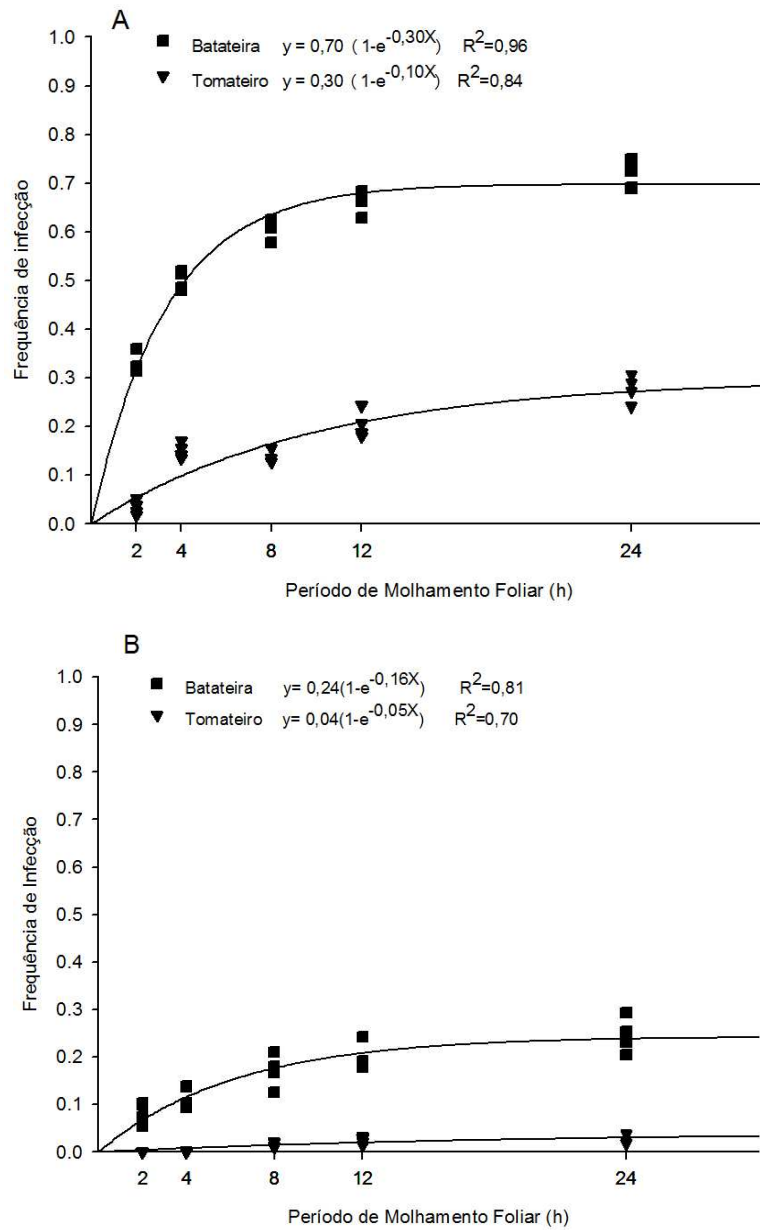 A
Batateira y = 0,70 (1-e^-0,30X) R^2=0,96
Tomateiro y = 0,30 (1-e^-0,10X) R^2=0,84
1.0
0.9
0.8
0.7
0.6
0.5
0.4
0.3
0.2
0.1
0.0
Frequência de infecção
2 4 8 12 24
Período de Molhamento Foliar (h)
B
Batateira y= 0,24(1-e^-0,16X) R^2=0,81
Tomateiro y= 0,04(1-e^-0,05X) R^2=0,70
1.0
0.9
0.8
0.7
0.6
0.5
0.4
0.3
0.2
0.1
0.0
Frequência de Infecção
2 4 8 12 24
Período de Molhamento Foliar (h)